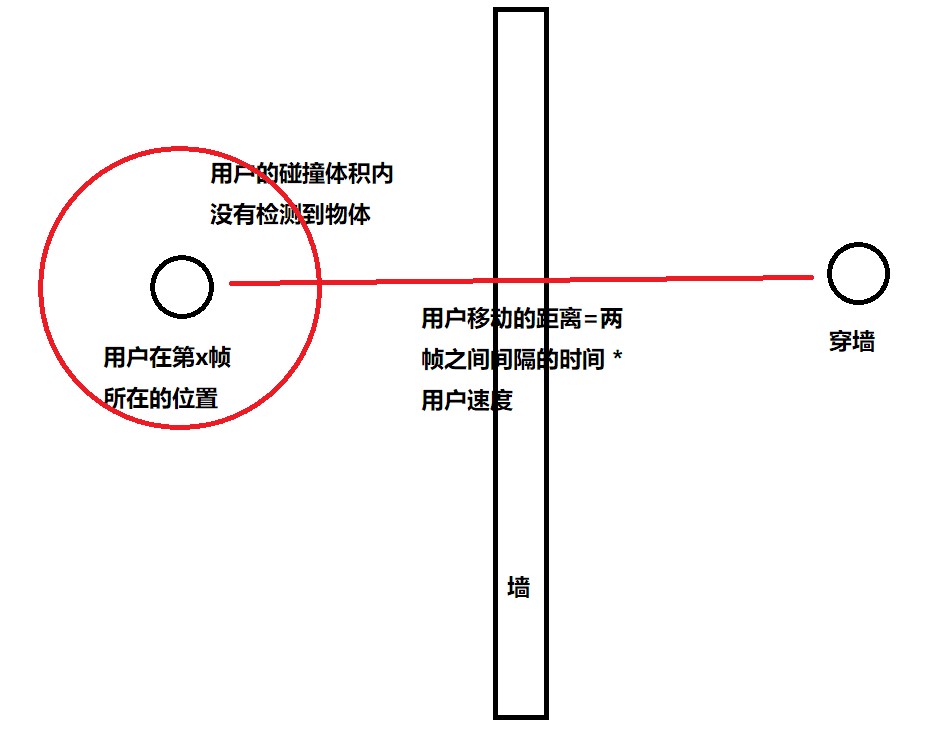 用户的碰撞体积内
没有检测到物体
用户在第x帧
所在的位置
用户移动的距离=两
帧之间间隔的时间 *
用户速度
穿墙
墙